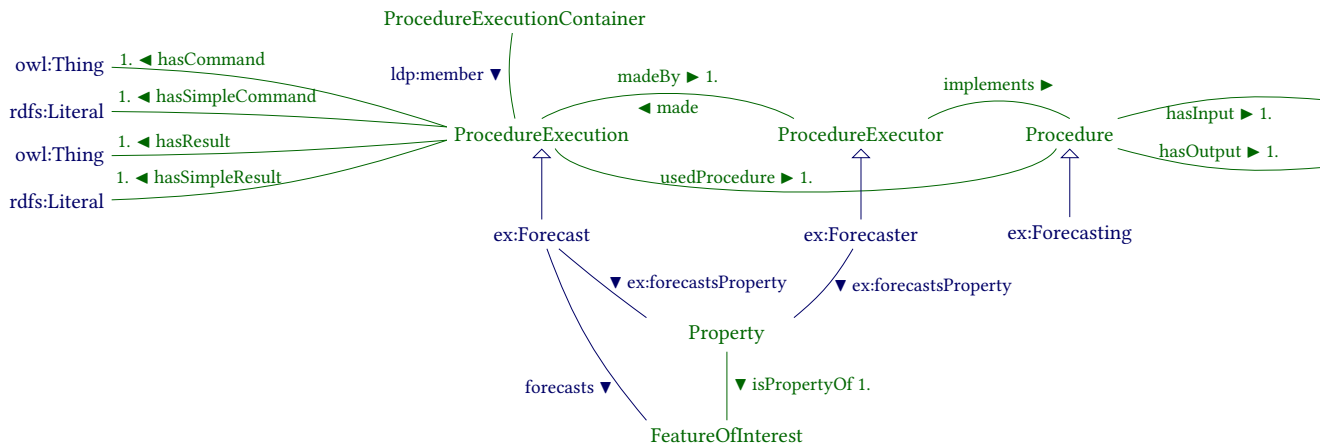 ProcedureExecutionContainer
owl:Thing
1. ◄ hasCommand
ldp:member ▼
madeBy ► 1.
implements ►
rdfs:Literal
1. ◄ hasSimpleCommand
◄ made
hasInput ► 1.
ProcedureExecution
ProcedureExecutor
Procedure
owl:Thing
1. ◄ hasResult
hasOutput ► 1.
rdfs:Literal
1. ◄ hasSimpleResult
usedProcedure ► 1.
ex:Forecast
ex:Forecaster
ex:Forecasting
▼ ex:forecastsProperty
▼ ex:forecastsProperty
Property
forecasts ▼
▼ isPropertyOf 1.
FeatureOfInterest